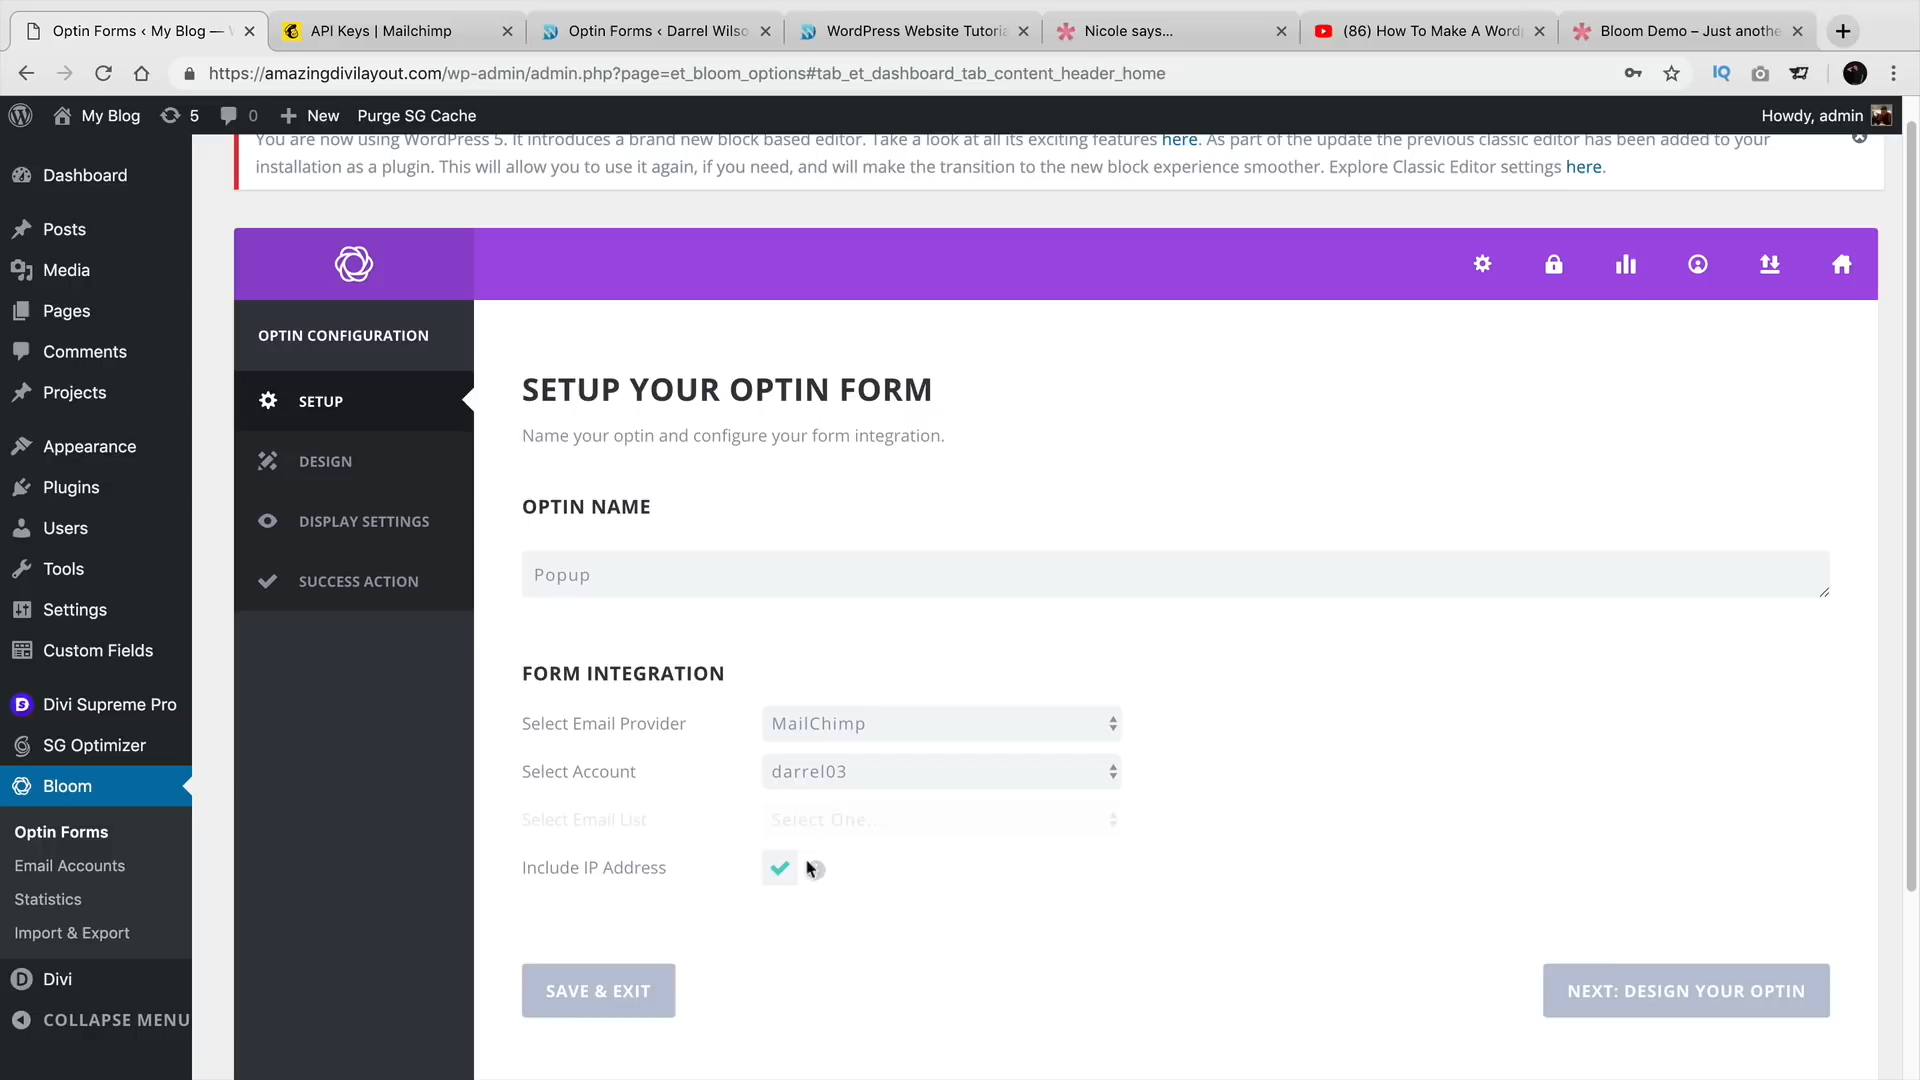 Optin Forms ‹ My Blog — W
API Keys | Mailchimp
Optin Forms ‹ Darrel Wilso
WordPress Website Tutoria
Nicole says...
(86) How To Make A Wordp
Bloom Demo – Just anothe
https://amazingdivilayout.com/wp-admin/admin.php?page=et_bloom_options#tab_et_dashboard_tab_content_header_home
IQ
My Blog
5
0
New
Purge SG Cache
Howdy, admin
You are now using WordPress 5. It introduces a brand new block based editor. Take a look at all its exciting features here. As part of the update the previous classic editor has been added to your
installation as a plugin. This will allow you to use it again, if you need, and will make the transition to the new block experience smoother. Explore Classic Editor settings here.
Dashboard
Posts
Media
Pages
Comments
Projects
Appearance
Plugins
Users
Tools
Settings
Custom Fields
Divi Supreme Pro
SG Optimizer
Bloom
Optin Forms
Email Accounts
Statistics
Import & Export
Divi
COLLAPSE MENU
OPTIN CONFIGURATION
SETUP
DESIGN
DISPLAY SETTINGS
SUCCESS ACTION
SETUP YOUR OPTIN FORM
Name your optin and configure your form integration.
OPTIN NAME
Popup
FORM INTEGRATION
Select Email Provider
MailChimp
Select Account
darrel03
Select Email List
Select One...
Include IP Address
SAVE & EXIT
NEXT: DESIGN YOUR OPTIN